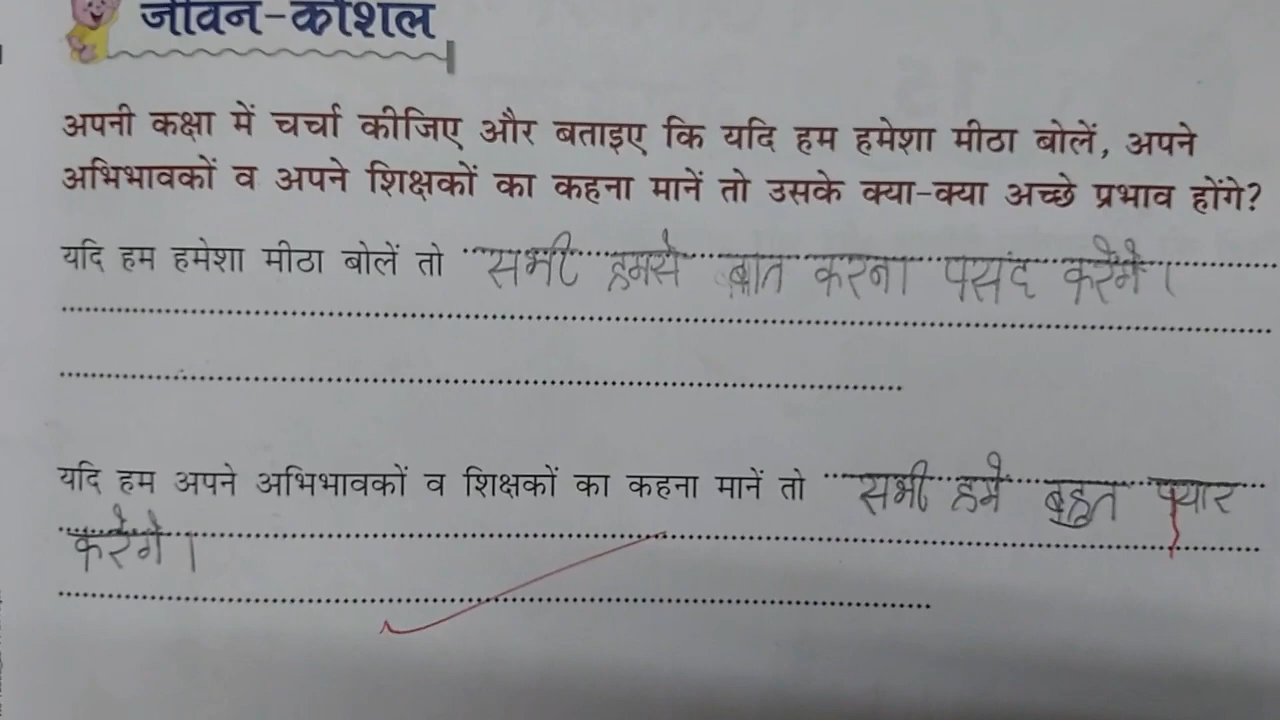 जीवन-कौशल
अपनी कक्षा में चर्चा कीजिए और बताइए कि यदि हम हमेशा मीठा बोलें, अपने
अभिभावकों व अपने शिक्षकों का कहना मानें तो उसके क्या-क्या अच्छे प्रभाव होंगे?
यदि हम हमेशा मीठा बोलें तो सभी हमसे बात करना पसंद करेंगे।
यदि हम अपने अभिभावकों व शिक्षकों का कहना मानें तो सभी हमे बहुत प्यार
करेंगे।